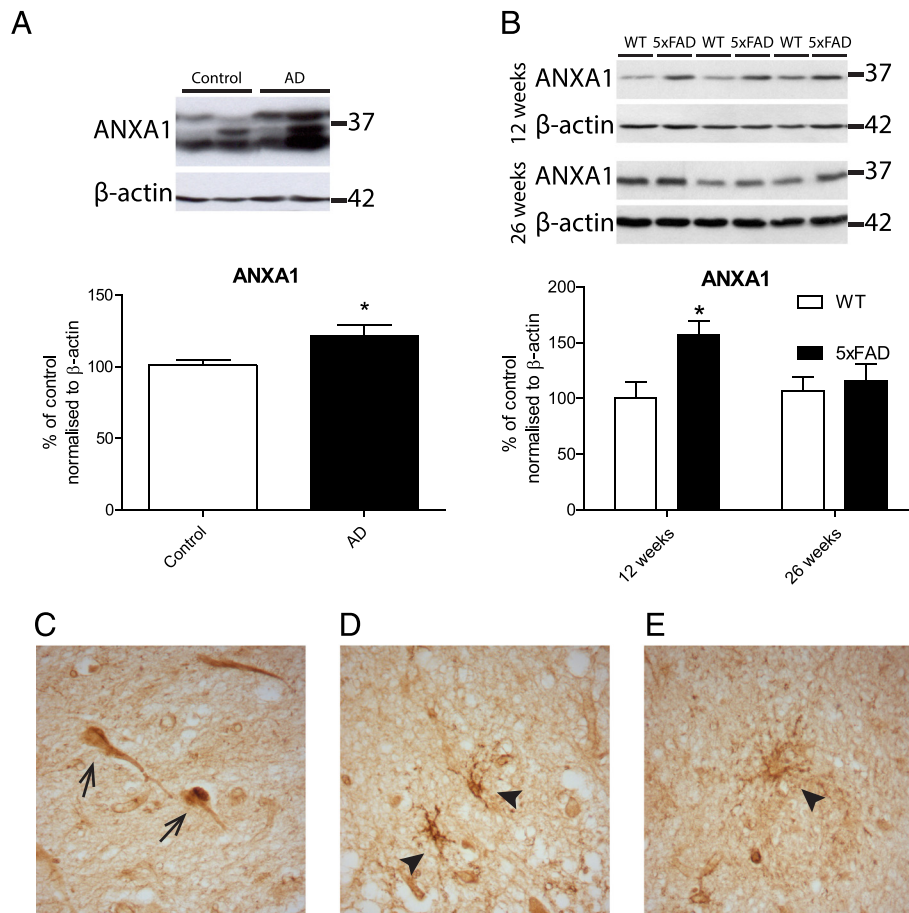 A
Control AD
ANXA1
37
β-actin
42
ANXA1
150
100
50
0
% of control
normalised to β-actin
*
Control
AD
B
WT 5xFAD WT 5xFAD WT 5xFAD
12 weeks
ANXA1
37
β-actin
42
26 weeks
ANXA1
37
β-actin
42
ANXA1
200
150
100
50
0
% of control
normalised to β-actin
*
WT
5xFAD
12 weeks
26 weeks
C
D
E